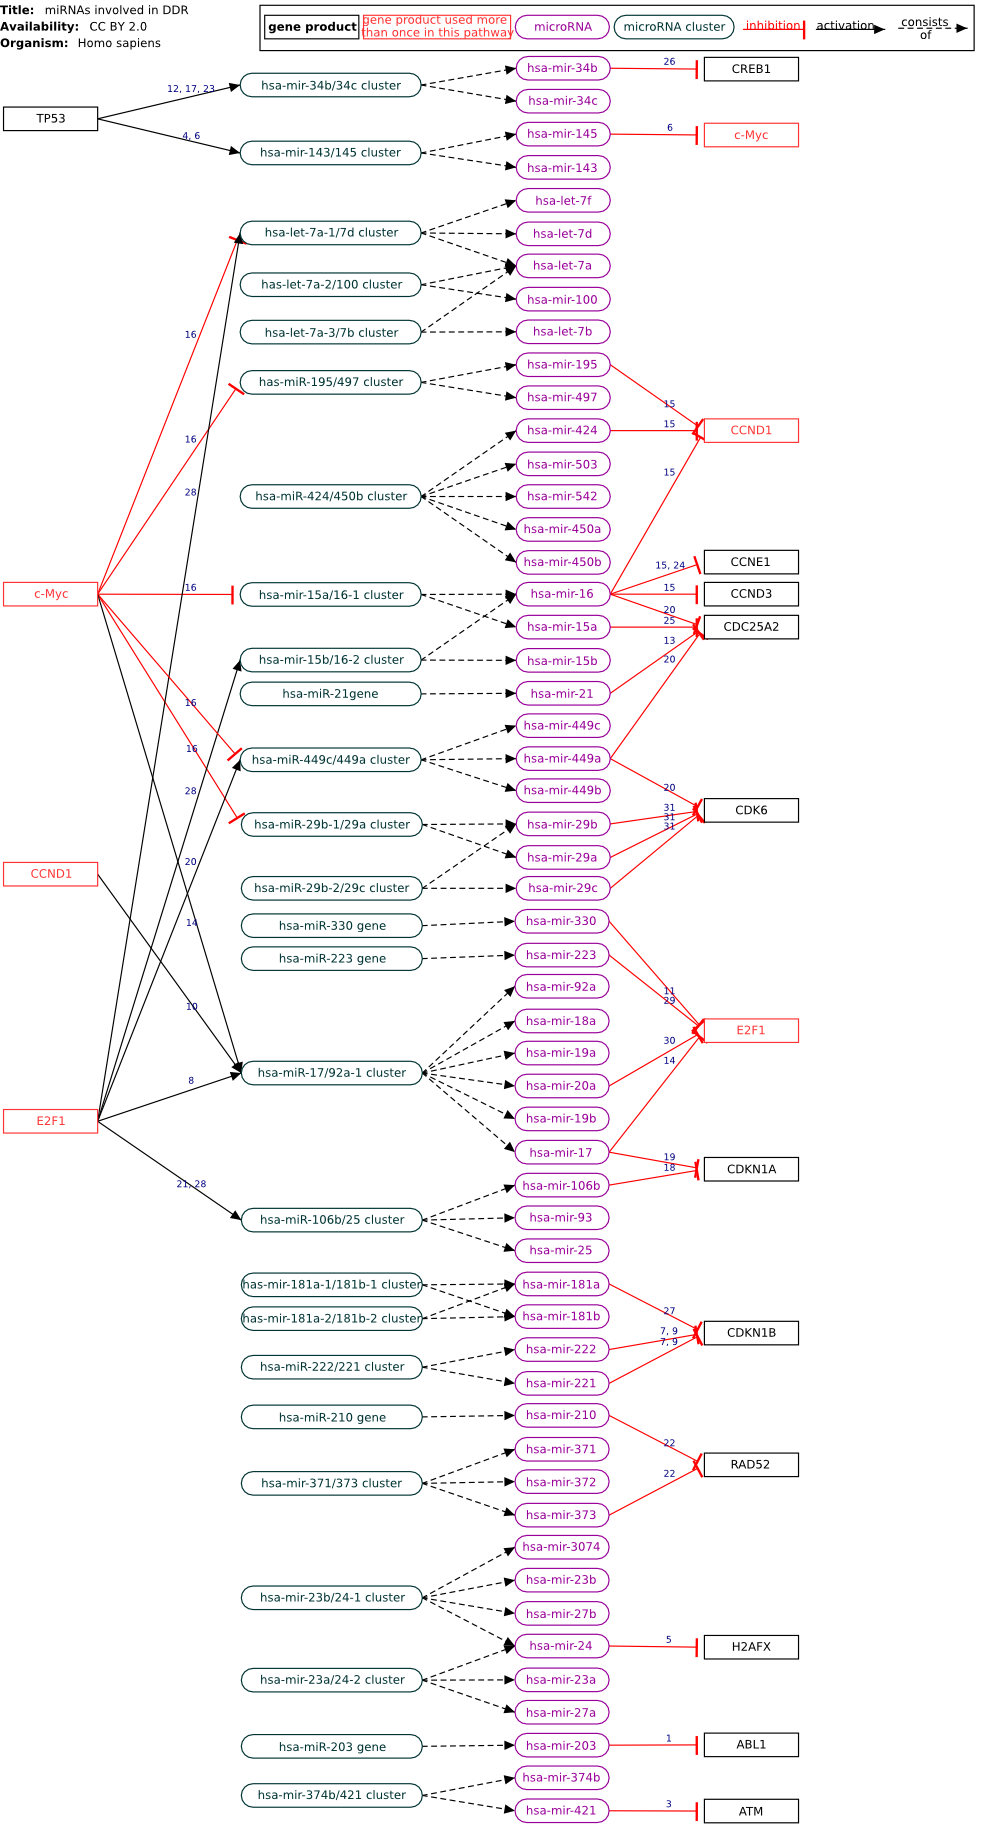 Title: miRNAs involved in DDR
Availability: CC BY 2.0
Organism: Homo sapiens
gene product
gene product used more
than once in this pathway
microRNA
microRNA cluster
inhibition
activation
consists
of
TP53
c-Myc
CCND1
E2F1
12, 17, 23
4, 6
16
16
28
16
16
16
28
20
14
10
8
21, 28
hsa-mir-34b/34c cluster
hsa-mir-143/145 cluster
hsa-let-7a-1/7d cluster
has-let-7a-2/100 cluster
hsa-let-7a-3/7b cluster
has-miR-195/497 cluster
hsa-miR-424/450b cluster
hsa-mir-15a/16-1 cluster
hsa-mir-15b/16-2 cluster
hsa-miR-21gene
hsa-miR-449c/449a cluster
hsa-miR-29b-1/29a cluster
hsa-miR-29b-2/29c cluster
hsa-miR-330 gene
hsa-miR-223 gene
hsa-miR-17/92a-1 cluster
hsa-miR-106b/25 cluster
has-mir-181a-1/181b-1 cluster
has-mir-181a-2/181b-2 cluster
hsa-miR-222/221 cluster
hsa-miR-210 gene
hsa-mir-371/373 cluster
hsa-mir-23b/24-1 cluster
hsa-mir-23a/24-2 cluster
hsa-miR-203 gene
hsa-mir-374b/421 cluster
hsa-mir-34b
hsa-mir-34c
hsa-mir-145
hsa-mir-143
hsa-let-7f
hsa-let-7d
hsa-let-7a
hsa-mir-100
hsa-let-7b
hsa-mir-195
hsa-mir-497
hsa-mir-424
hsa-mir-503
hsa-mir-542
hsa-mir-450a
hsa-mir-450b
hsa-mir-16
hsa-mir-15a
hsa-mir-15b
hsa-mir-21
hsa-mir-449c
hsa-mir-449a
hsa-mir-449b
hsa-mir-29b
hsa-mir-29a
hsa-mir-29c
hsa-mir-330
hsa-mir-223
hsa-mir-92a
hsa-mir-18a
hsa-mir-19a
hsa-mir-20a
hsa-mir-19b
hsa-mir-17
hsa-mir-106b
hsa-mir-93
hsa-mir-25
hsa-mir-181a
hsa-mir-181b
hsa-mir-222
hsa-mir-221
hsa-mir-210
hsa-mir-371
hsa-mir-372
hsa-mir-373
hsa-mir-3074
hsa-mir-23b
hsa-mir-27b
hsa-mir-24
hsa-mir-23a
hsa-mir-27a
hsa-mir-203
hsa-mir-374b
hsa-mir-421
26
6
15
15
15
15, 24
15
20
25
13
20
20
31
31
31
11
29
30
14
19
18
27
7, 9
7, 9
22
22
5
1
3
CREB1
c-Myc
CCND1
CCNE1
CCND3
CDC25A2
CDK6
E2F1
CDKN1A
CDKN1B
RAD52
H2AFX
ABL1
ATM